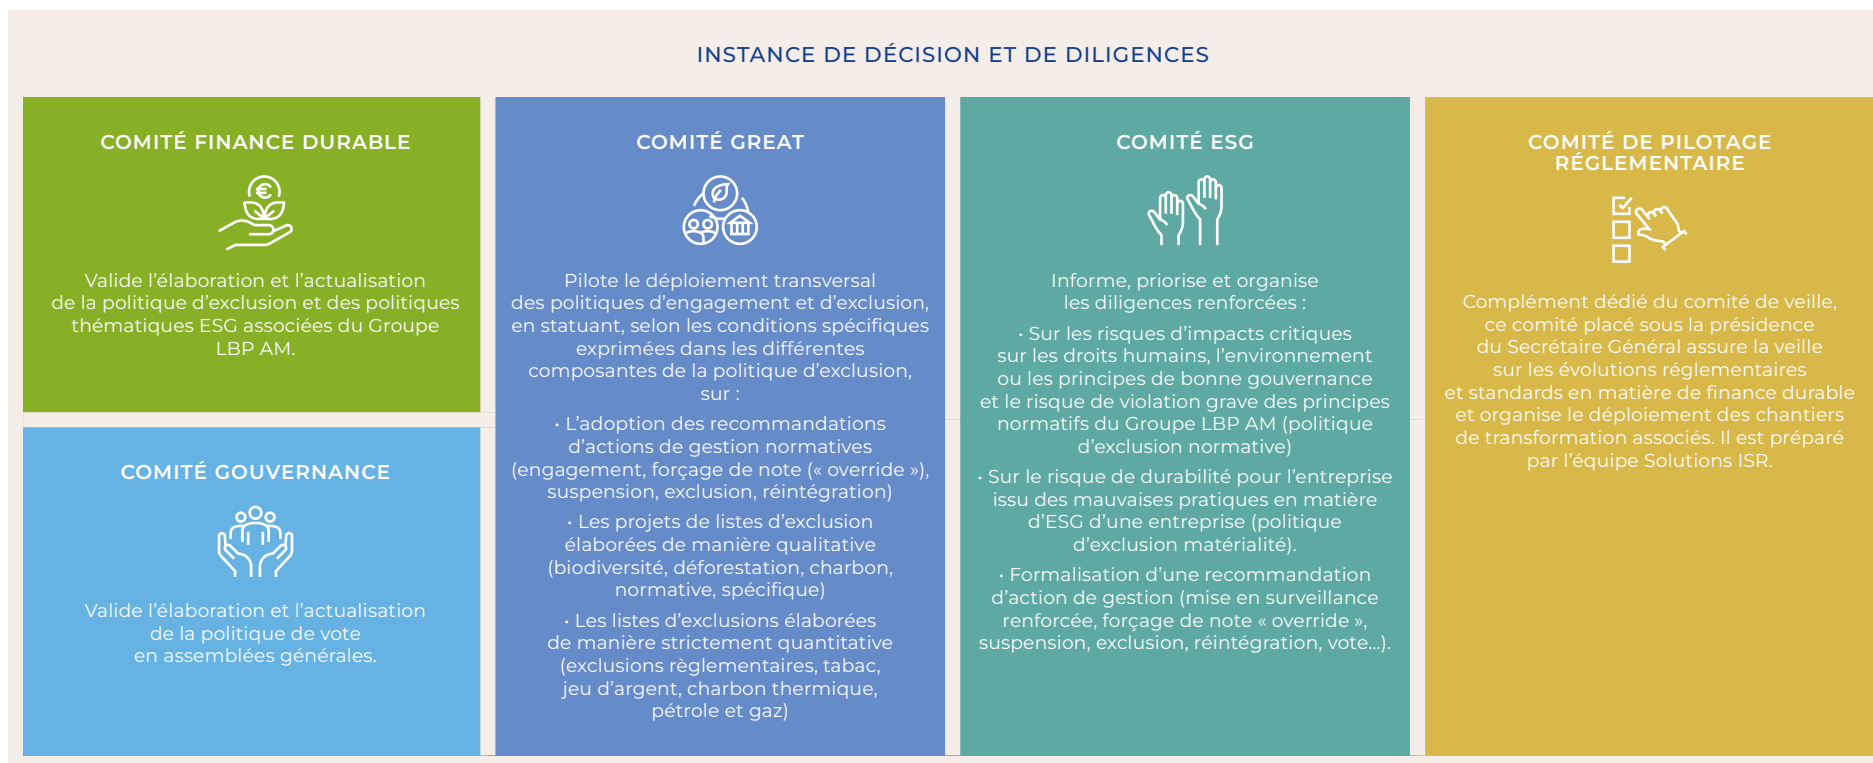 INSTANCE DE DÉCISION ET DE DILIGENCES
COMITÉ FINANCE DURABLE
Valide l’élaboration et l’actualisation
de la politique d’exclusion et des politiques
thématiques ESG associées du Groupe
LBP AM.
COMITÉ GOUVERNANCE
Valide l’élaboration et l’actualisation
de la politique de vote
en assemblées générales.
COMITÉ GREAT
Pilote le déploiement transversal
des politiques d’engagement et d’exclusion,
en statuant, selon les conditions spécifiques
exprimées dans les différentes
composantes de la politique d’exclusion,
sur :
• L’adoption des recommandations
d’actions de gestion normatives
(engagement, forçage de note (« override »),
suspension, exclusion, réintégration)
• Les projets de listes d’exclusion
élaborées de manière qualitative
(biodiversité, déforestation, charbon,
normative, spécifique)
• Les listes d’exclusions élaborées
de manière strictement quantitative
(exclusions règlementaires, tabac,
jeu d’argent, charbon thermique,
pétrole et gaz)
COMITÉ ESG
Informe, priorise et organise
les diligences renforcées :
• Sur les risques d’impacts critiques
sur les droits humains, l’environnement
ou les principes de bonne gouvernance
et le risque de violation grave des principes
normatifs du Groupe LBP AM (politique
d’exclusion normative)
• Sur le risque de durabilité pour l’entreprise
issu des mauvaises pratiques en matière
d’ESG d’une entreprise (politique
d’exclusion matérialité).
• Formalisation d’une recommandation
d’action de gestion (mise en surveillance
renforcée, forçage de note « override »,
suspension, exclusion, réintégration, vote…).
COMITÉ DE PILOTAGE
RÉGLEMENTAIRE
Complément dédié du comité de veille,
ce comité placé sous la présidence
du Secrétaire Général assure la veille
sur les évolutions réglementaires
et standards en matière de finance durable
et organise le déploiement des chantiers
de transformation associés. Il est préparé
par l’équipe Solutions ISR.